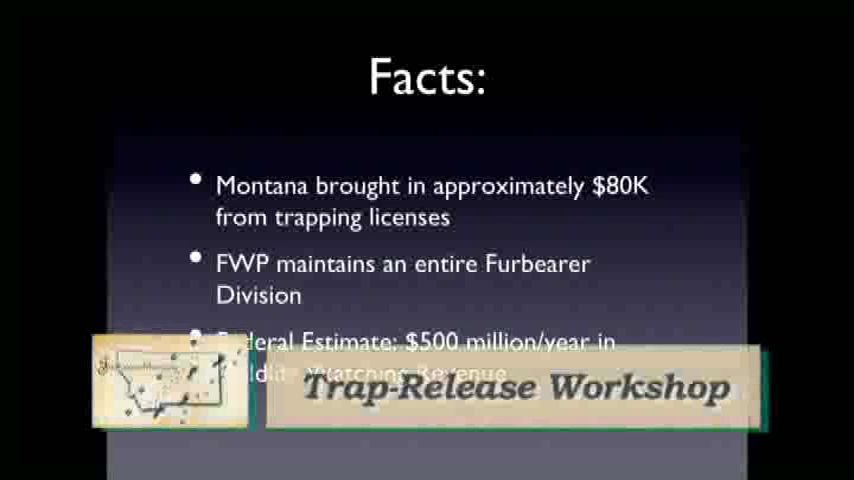 Facts:
• Montana brought in approximately $80K
from trapping licenses
• FWP maintains an entire Furbearer
Division
• Federal Estimate: $500 million/year in
Wildlife Watching Revenue
Trap-Release Workshop